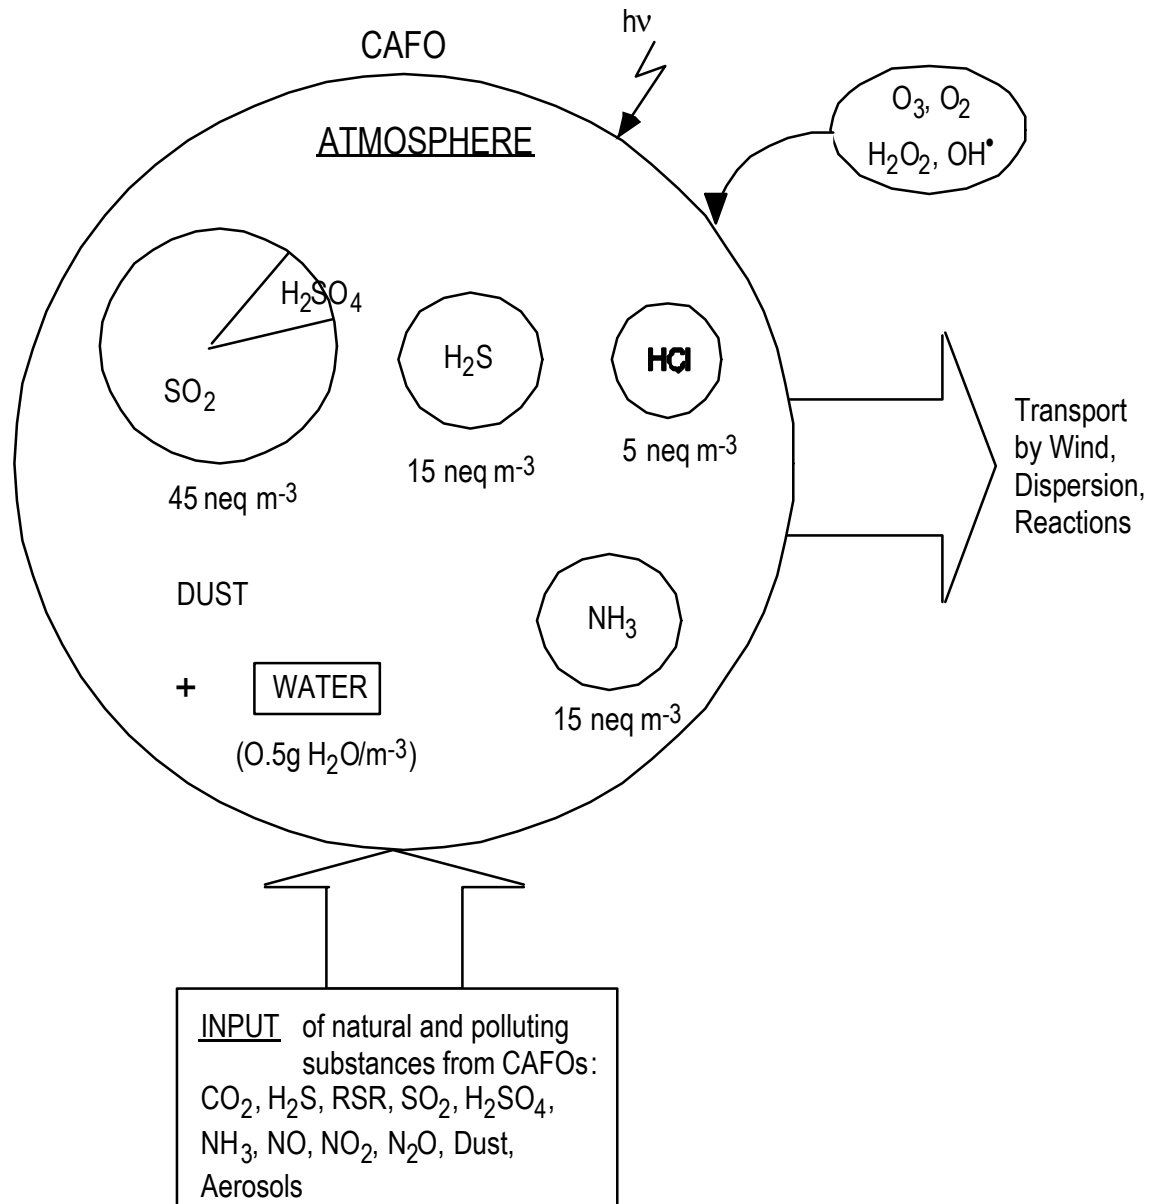 hν
CAFO
ATMOSPHERE
O₃, O₂
H₂O₂, OH•
H₂SO₄
SO₂
H₂S
HCl
45 neq m⁻³
15 neq m⁻³
5 neq m⁻³
Transport
by Wind,
Dispersion,
Reactions
DUST
NH₃
+ WATER
15 neq m⁻³
(O.5g H₂O/m⁻³)
INPUT of natural and polluting
substances from CAFOs:
CO₂, H₂S, RSR, SO₂, H₂SO₄,
NH₃, NO, NO₂, N₂O, Dust,
Aerosols